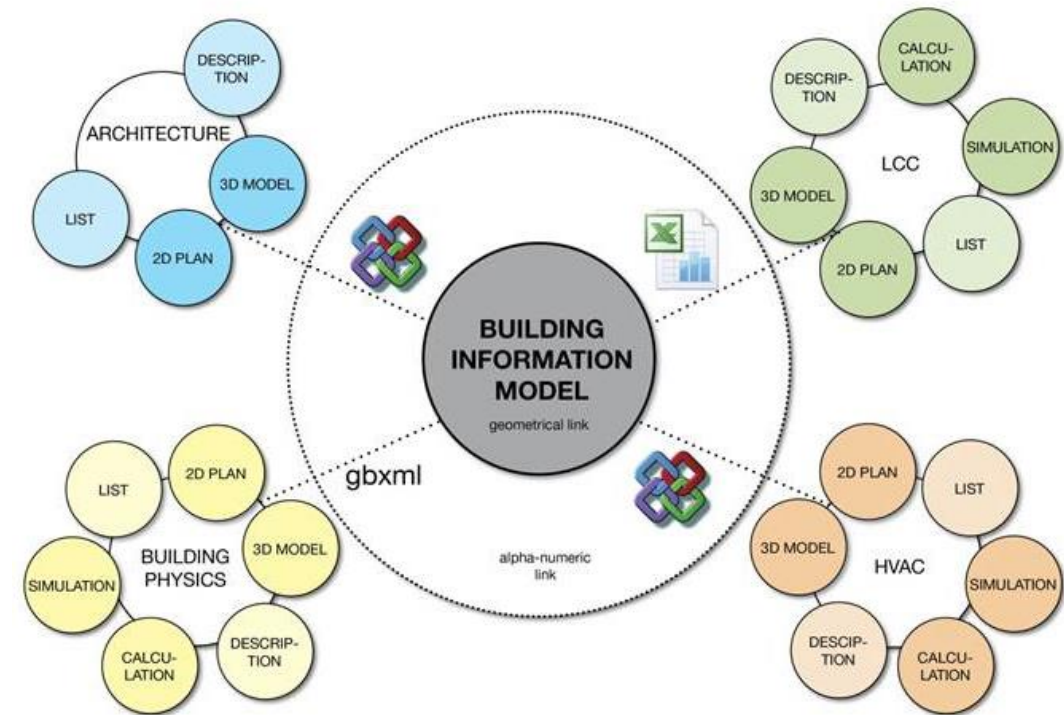 DESCRIP-
TION
ARCHITECTURE
3D MODEL
LIST
2D PLAN
CALCU-
LATION
DESCRIP-
TION
SIMULATION
LCC
3D MODEL
LIST
2D PLAN
BUILDING
INFORMATION
MODEL
geometrical link
alpha-numeric
link
gbxml
2D PLAN
LIST
3D MODEL
BUILDING
PHYSICS
SIMULATION
DESCRIP-
TION
CALCU-
LATION
2D PLAN
LIST
3D MODEL
HVAC
SIMULATION
DESCIP-
TION
CALCU-
LATION